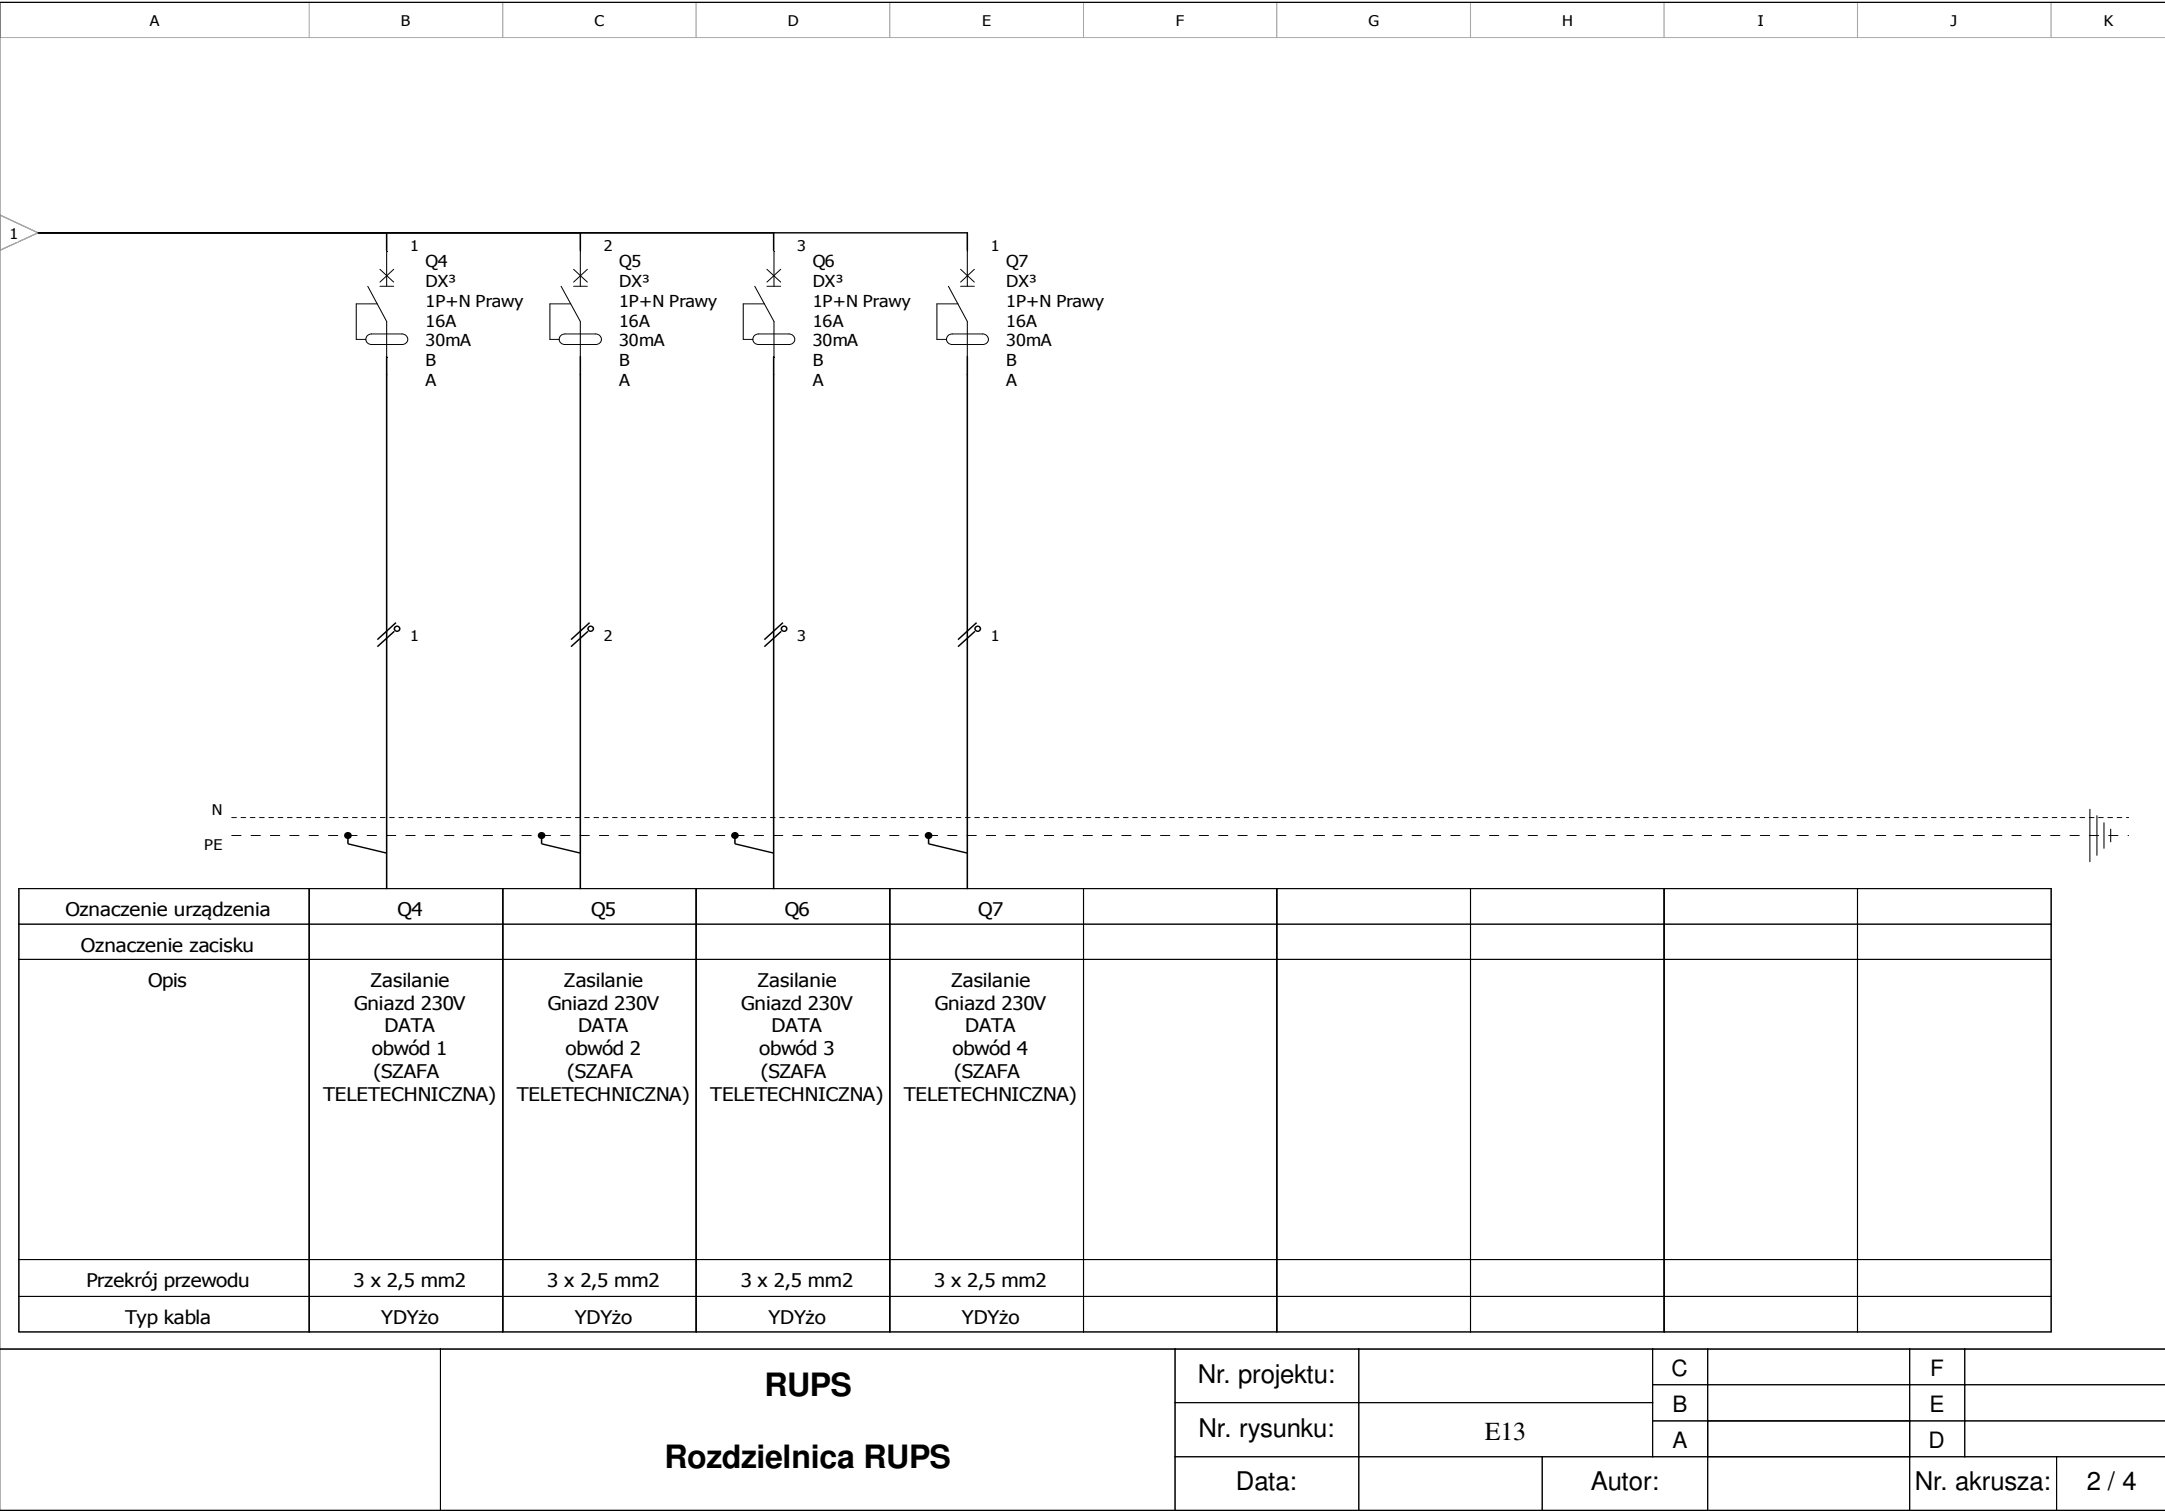 A B C D E F G H I J K
1
1 2 3 1
Q4 Q5 Q6 Q7
DX³ DX³ DX³ DX³
1P+N Prawy 1P+N Prawy 1P+N Prawy 1P+N Prawy
16A 16A 16A 16A
30mA 30mA 30mA 30mA
B B B B
A A A A
1 2 3 1
N
PE
Oznaczenie urządzenia Q4 Q5 Q6 Q7
Oznaczenie zacisku
Opis Zasilanie Zasilanie Zasilanie Zasilanie
Gniazd 230V Gniazd 230V Gniazd 230V Gniazd 230V
DATA DATA DATA DATA
obwód 1 obwód 2 obwód 3 obwód 4
(SZAFA (SZAFA (SZAFA (SZAFA
TELETECHNICZNA) TELETECHNICZNA) TELETECHNICZNA) TELETECHNICZNA)
Przekrój przewodu 3 x 2,5 mm2 3 x 2,5 mm2 3 x 2,5 mm2 3 x 2,5 mm2
Typ kabla YDYżo YDYżo YDYżo YDYżo
RUPS
Rozdzielnica RUPS
Nr. projektu: C F
B E
Nr. rysunku: E13 A D
Data: Autor: Nr. akrusza: 2 / 4